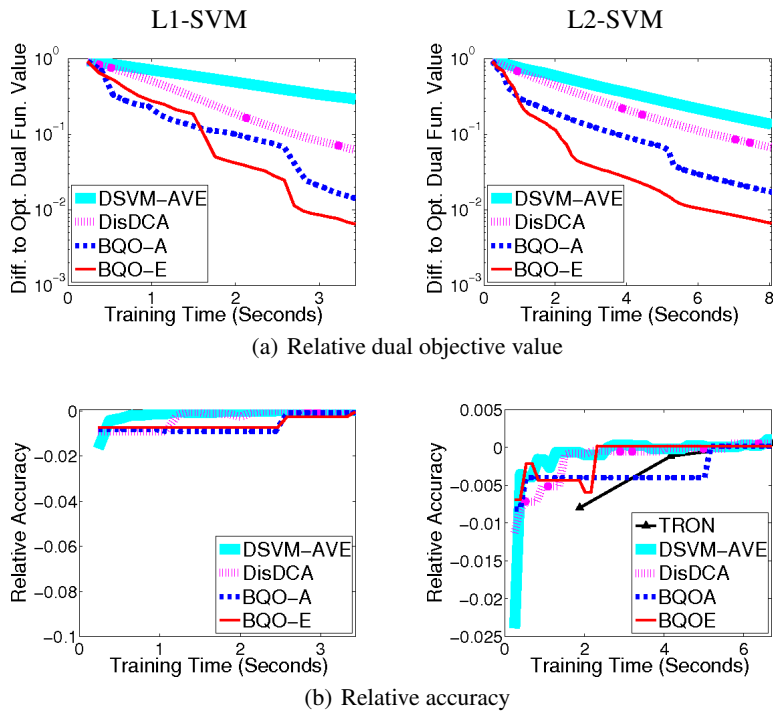 L1-SVM
L2-SVM
Diff. to Opt. Dual Fun. Value
10^0
10^-1
10^-2
10^-3
DSVM-AVE
DisDCA
BQO-A
BQO-E
0 1 2 3
Training Time (Seconds)
Diff. to Opt. Dual Fun. Value
10^0
10^-1
10^-2
10^-3
DSVM-AVE
DisDCA
BQO-A
BQO-E
0 2 4 6 8
Training Time (Seconds)
(a) Relative dual objective value
Relative Accuracy
0
-0.02
-0.04
-0.06
-0.08
-0.1
DSVM-AVE
DisDCA
BQO-A
BQO-E
0 1 2 3
Training Time (Seconds)
Relative Accuracy
0.005
0
-0.005
-0.01
-0.015
-0.02
-0.025
TRON
DSVM-AVE
DisDCA
BQOA
BQOE
0 2 4 6
Training Time (Seconds)
(b) Relative accuracy